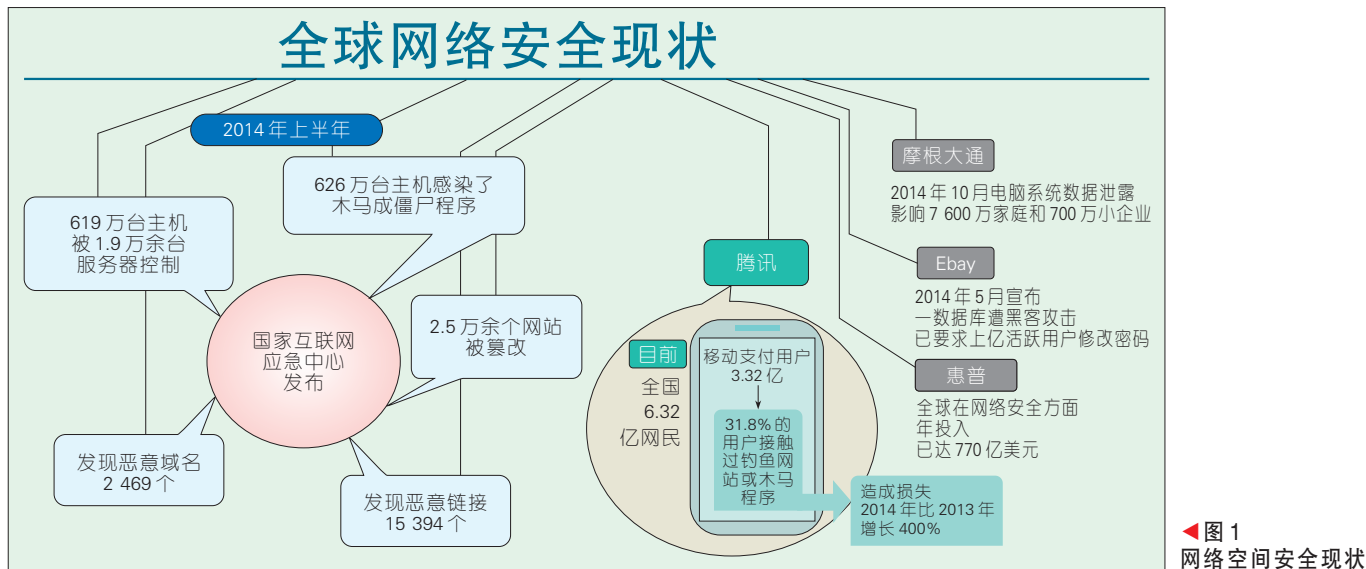 全球网络安全现状
2014年上半年
626万台主机感染了
木马成僵尸程序
619万台主机
被1.9万余台
服务器控制
国家互联网
应急中心
发布
2.5万余个网站
被篡改
发现恶意域名
2 469个
发现恶意链接
15 394个
腾讯
目前
全国
6.32
亿网民
移动支付用户
3.32亿
31.8%的
用户接触
过钓鱼网
站或木马
程序
造成损失
2014年比2013年
增长400%
摩根大通
2014年10月电脑系统数据泄露
影响7 600万家庭和700万小企业
Ebay
2014年5月宣布
一数据库遭黑客攻击
已要求上亿活跃用户修改密码
惠普
全球在网络安全方面
年投入
已达770亿美元
◀图1
网络空间安全现状